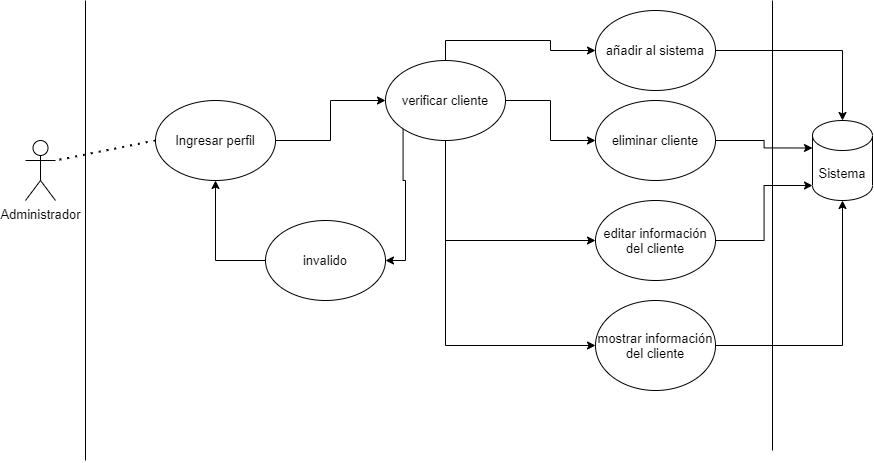 añadir al sistema
verificar cliente
Ingresar perfil
eliminar cliente
Sistema
Administrador
editar información
del cliente
invalido
mostrar información
del cliente